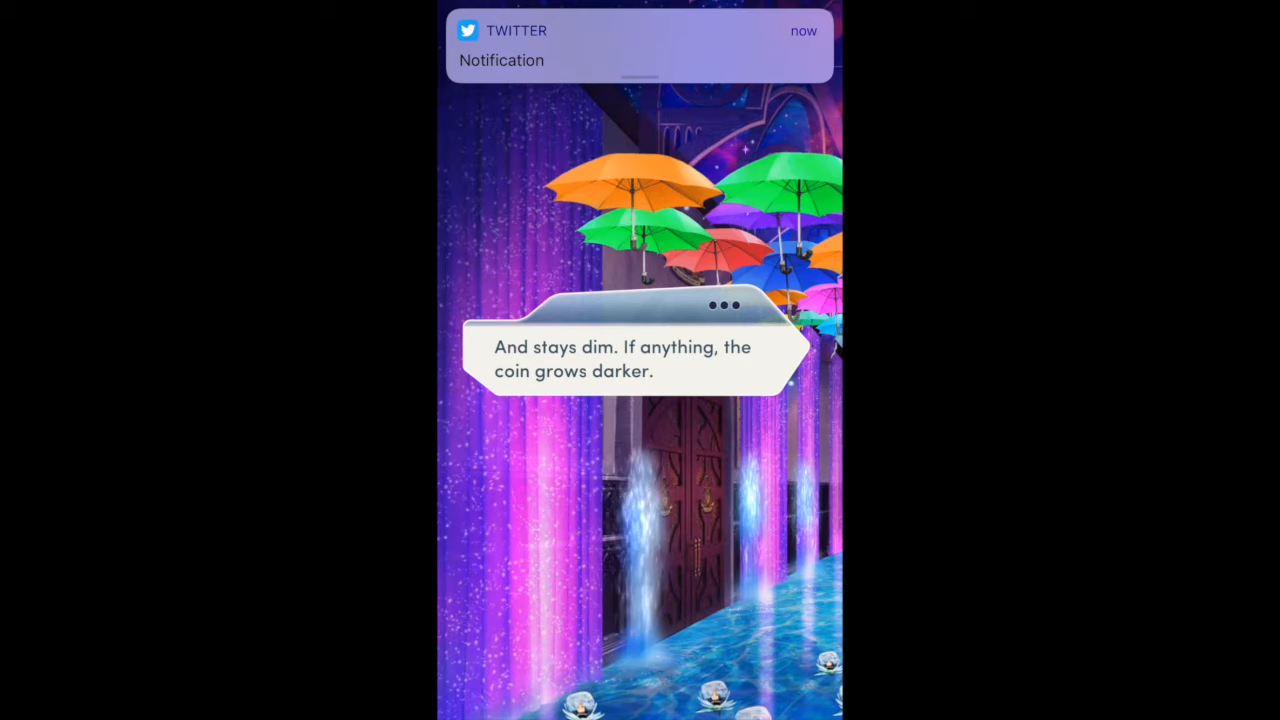 TWITTER now
Notification
And stays dim. If anything, the
coin grows darker.